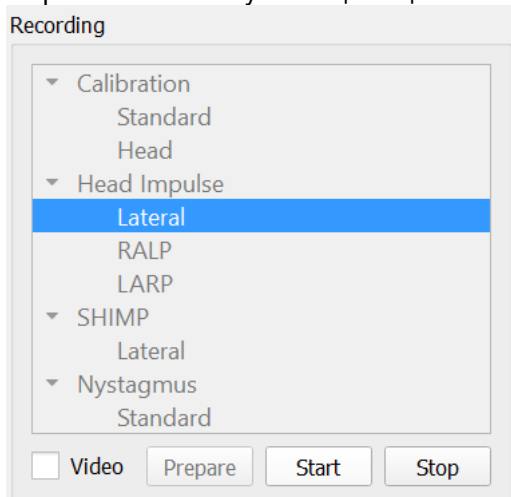 Recording
Calibration
Standard
Head
Head Impulse
Lateral
RALP
LARP
SHIMP
Lateral
Nystagmus
Standard
Video Prepare Start Stop